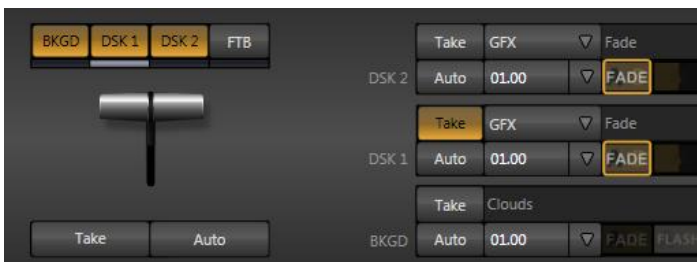 BKGD DSK 1 DSK 2 FTB
Take GFX Fade
DSK 2 Auto 01.00 FADE
Take GFX Fade
DSK 1 Auto 01.00 FADE
Take Clouds
BKGD Auto 01.00 FADE FLASH
Take Auto